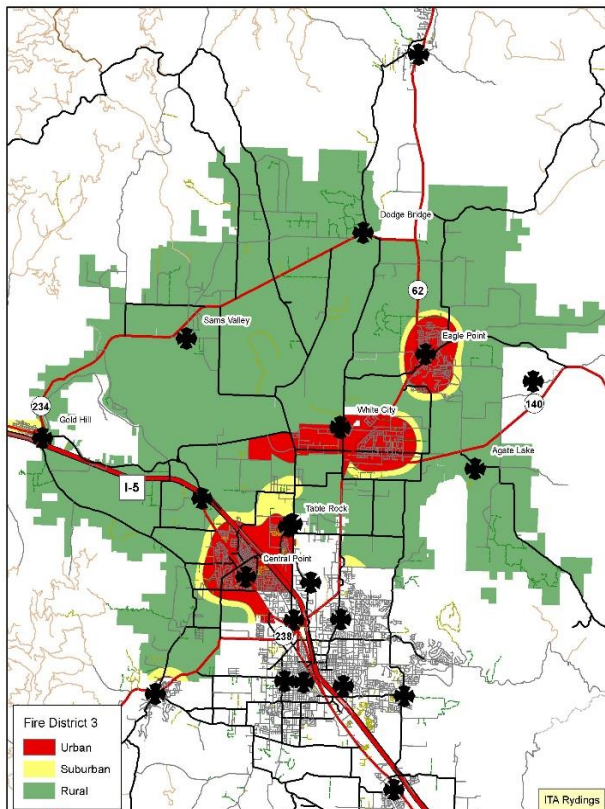 Dodge Bridge
62
Sams Valley
Eagle Point
234
Gold Hill
White City
140
Agate Lake
I-5
Table Rock
Central Point
238
Fire District 3
Urban
Suburban
Rural
ITA Rydings